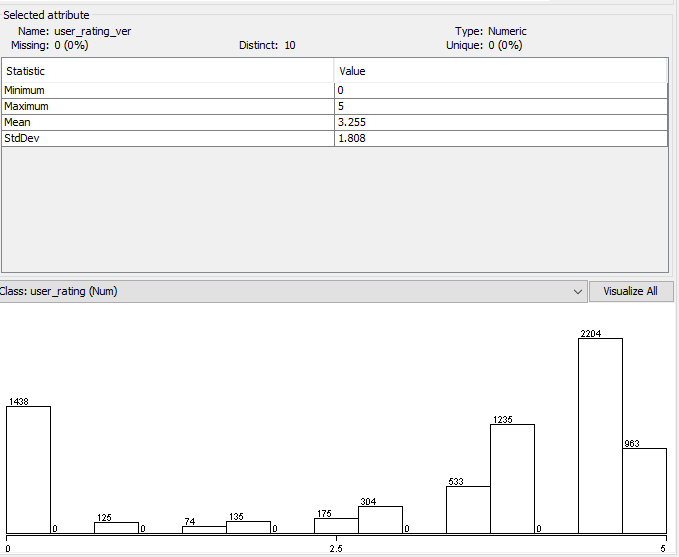 Selected attribute
Name: user_rating_ver Type: Numeric
Missing: 0 (0%) Distinct: 10 Unique: 0 (0%)
Statistic Value
Minimum 0
Maximum 5
Mean 3.255
StdDev 1.808
Class: user_rating (Num) Visualize All
2204
1438
1235
963
533
304
175
135
125
74
0 0 0 0 0 0
0 2.5 5